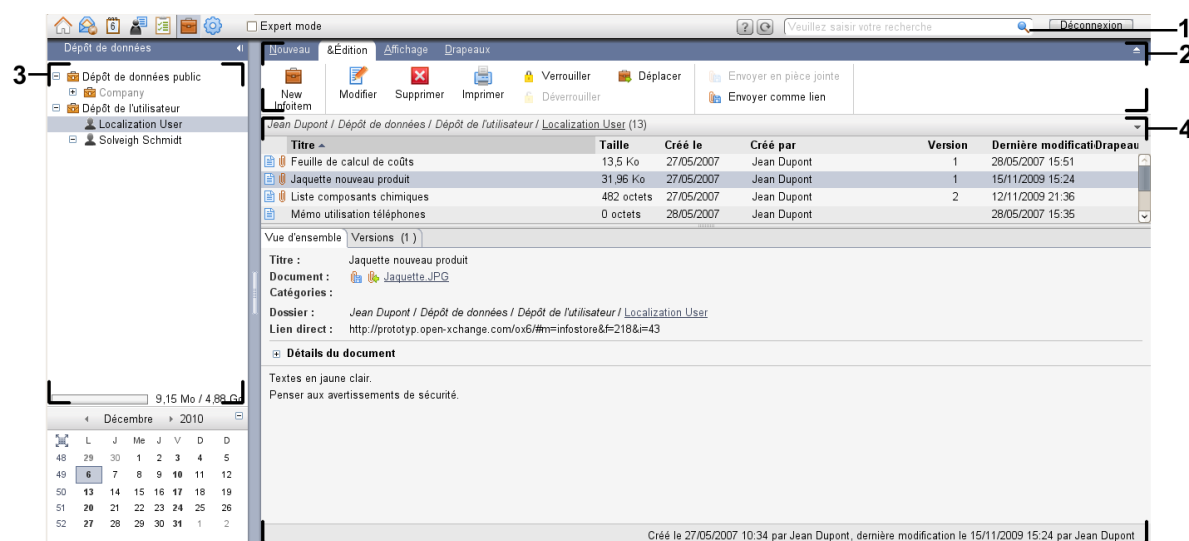 6 Expert mode Veuillez saisir votre recherche Déconnexion 1
Dépôt de données
Nouveau &Édition Affichage Drapeaux 2
3
Dépôt de données public
Company
Dépôt de l'utilisateur
Localization User
Solveigh Schmidt
New Infoitem Modifier Supprimer Imprimer
Verrouiller Déplacer Envoyer en pièce jointe
Déverrouiller Envoyer comme lien
Jean Dupont / Dépôt de données / Dépôt de l'utilisateur / Localization User (13) 4
Titre Taille Créé le Créé par Version Dernière modificati Drapeau
Feuille de calcul de coûts 13,5 Ko 27/05/2007 Jean Dupont 1 28/05/2007 15:51
Jaquette nouveau produit 31,96 Ko 27/05/2007 Jean Dupont 1 15/11/2009 15:24
Liste composants chimiques 482 octets 27/05/2007 Jean Dupont 2 12/11/2009 21:36
Mémo utilisation téléphones 0 octets 28/05/2007 Jean Dupont 28/05/2007 15:35
Vue d'ensemble Versions (1)
Titre : Jaquette nouveau produit
Document : Jaquette.JPG
Catégories :
Dossier : Jean Dupont / Dépôt de données / Dépôt de l'utilisateur / Localization User
Lien direct : http://prototyp.open-xchange.com/ox6/#m=infostore&f=218&i=43
Détails du document
Textes en jaune clair.
Penser aux avertissements de sécurité.
9,15 Mo / 4,88 Go
Décembre 2010
L J Me J V D D
48 29 30 1 2 3 4 5
49 6 7 8 9 10 11 12
50 13 14 15 16 17 18 19
51 20 21 22 23 24 25 26
52 27 28 29 30 31 1 2
Créé le 27/05/2007 10:34 par Jean Dupont, dernière modification le 15/11/2009 15:24 par Jean Dupont